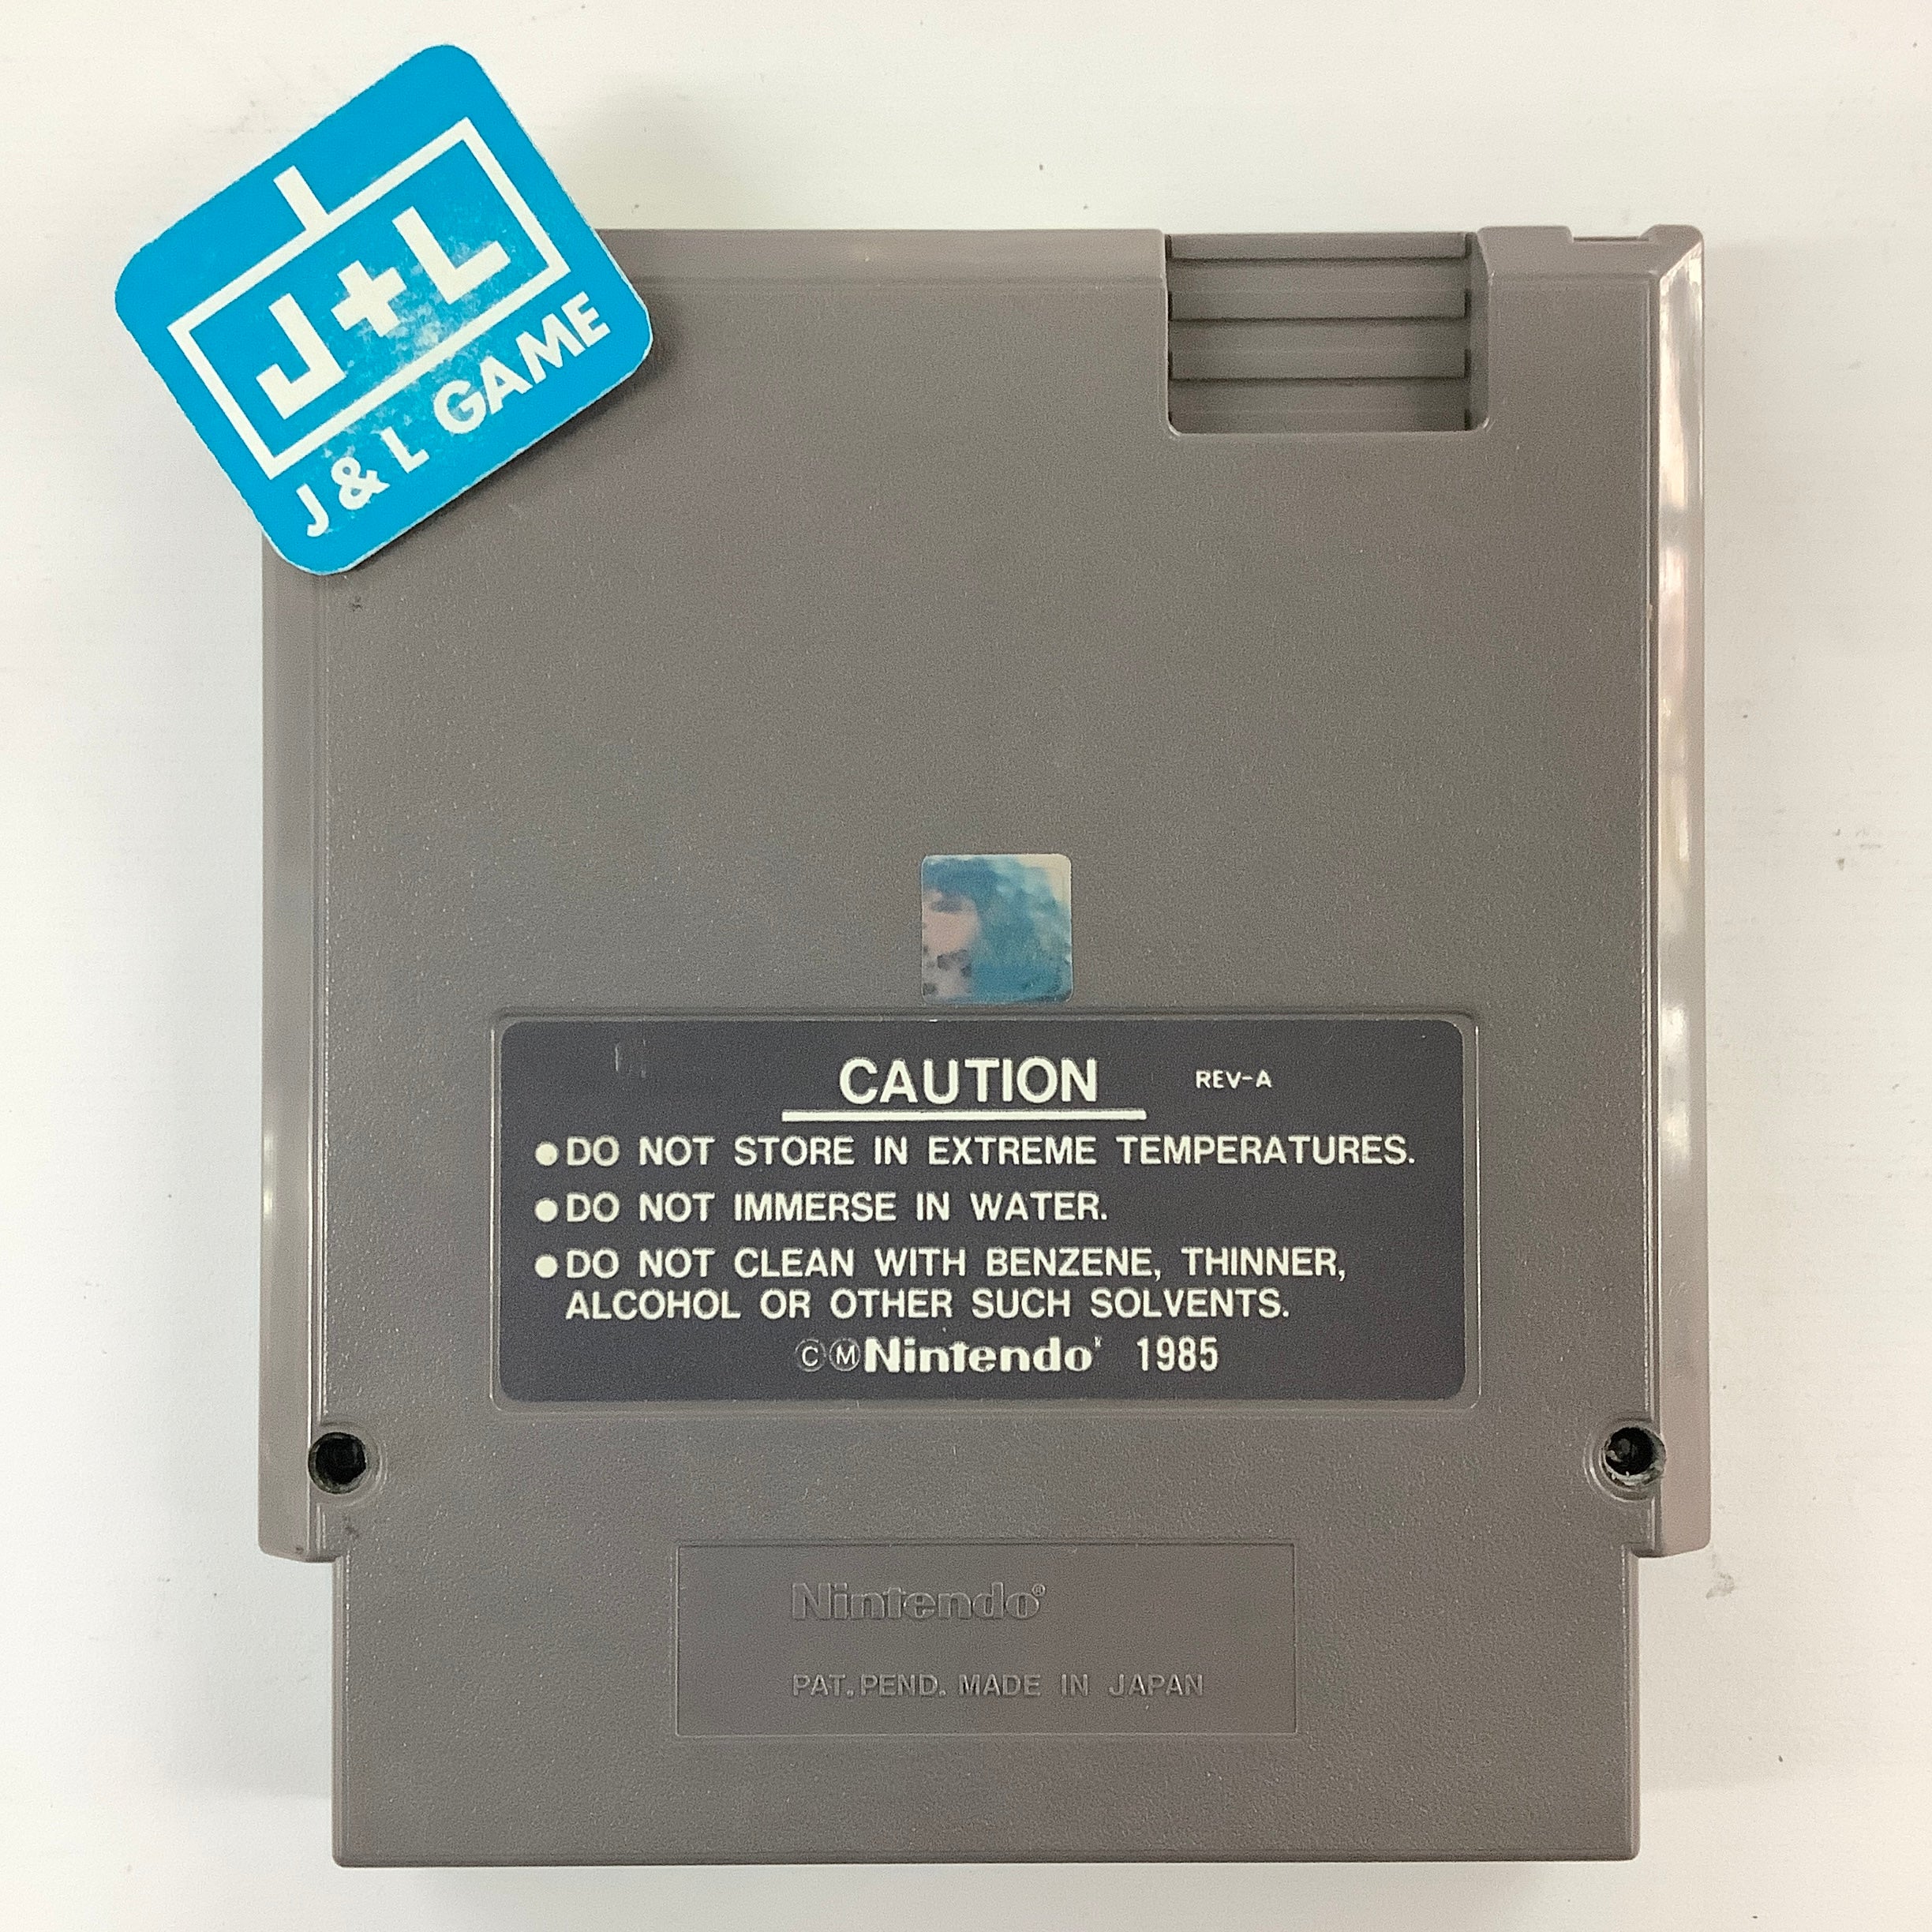 J+L
J & L GAME
CAUTION REV-A
●DO NOT STORE IN EXTREME TEMPERATURES.
●DO NOT IMMERSE IN WATER.
●DO NOT CLEAN WITH BENZENE, THINNER,
ALCOHOL OR OTHER SUCH SOLVENTS.
ⒸⓂNintendo 1985
Nintendo®
PAT.PEND. MADE IN JAPAN